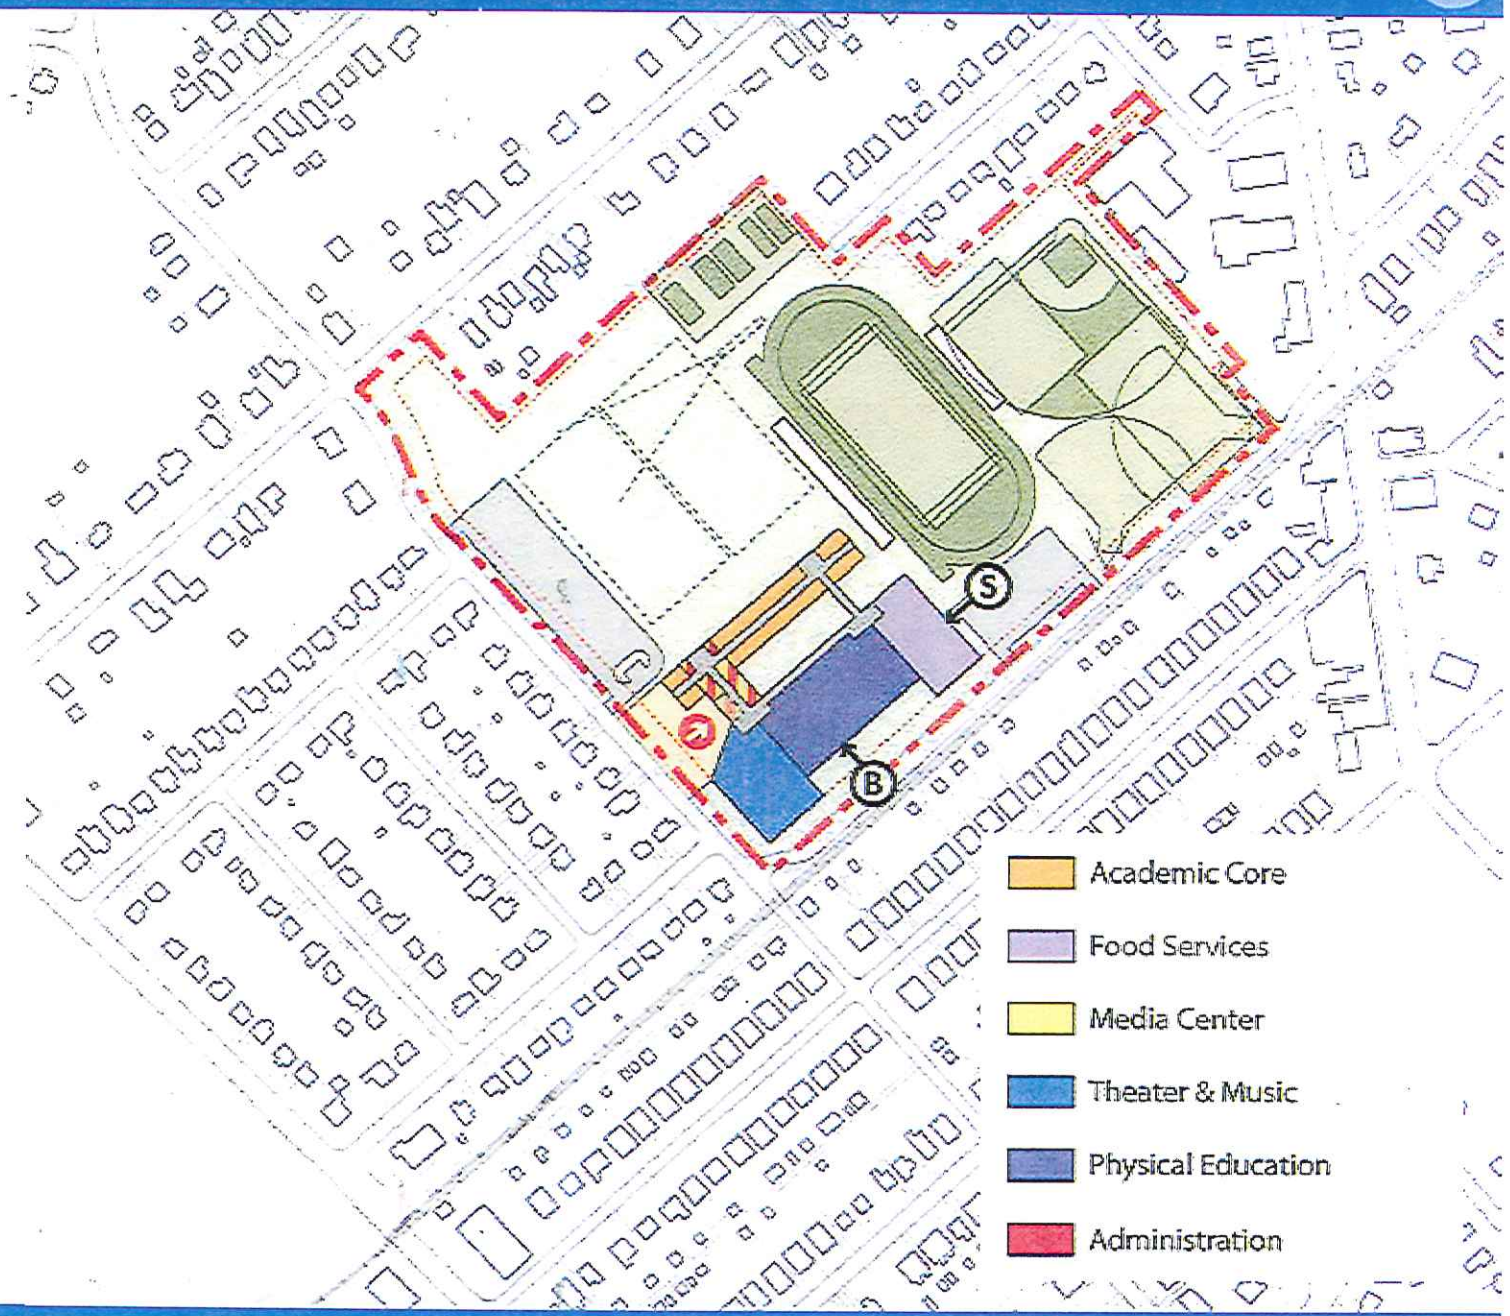 S
B
Academic Core
Food Services
Media Center
Theater & Music
Physical Education
Administration